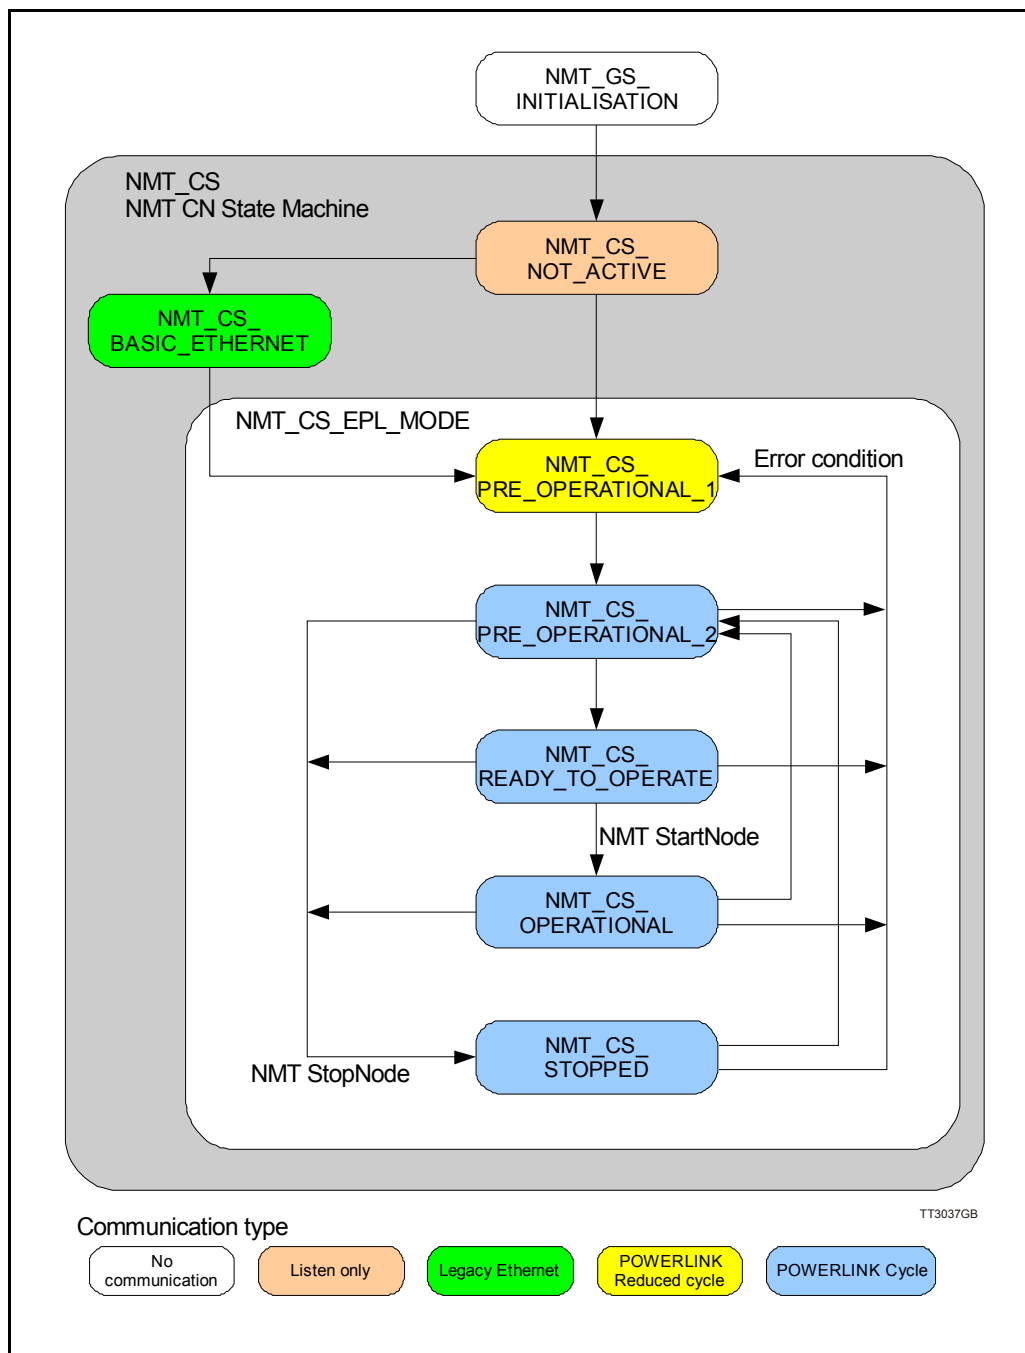 NMT_GS_
INITIALISATION
NMT_CS
NMT CN State Machine
NMT_CS_
NOT_ACTIVE
NMT_CS_
BASIC_ETHERNET
NMT_CS_EPL_MODE
NMT_CS_
PRE_OPERATIONAL_1
Error condition
NMT_CS_
PRE_OPERATIONAL_2
NMT_CS_
READY_TO_OPERATE
NMT StartNode
NMT_CS_
OPERATIONAL
NMT_CS_
STOPPED
NMT StopNode
TT3037GB
Communication type
No
communication
Listen only
Legacy Ethernet
POWERLINK
Reduced cycle
POWERLINK Cycle